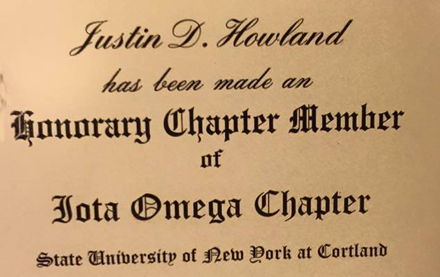 Justin D. Howland
has been made an
Honorary Chapter Member
of
Iota Omega Chapter
State University of New York at Cortland